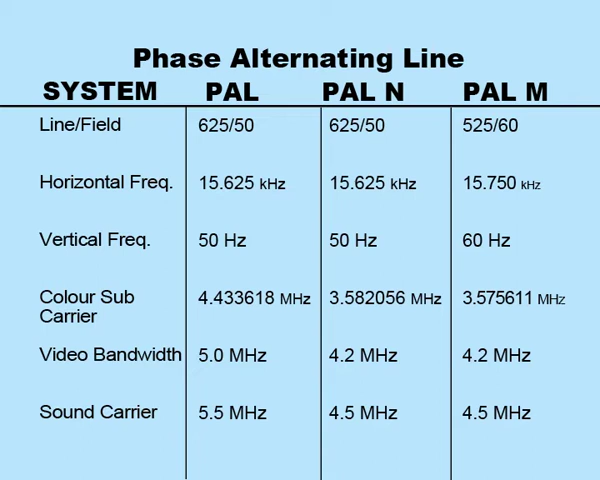 Phase Alternating Line
SYSTEM PAL PAL N PAL M
Line/Field 625/50 625/50 525/60
Horizontal Freq. 15.625 kHz 15.625 kHz 15.750 kHz
Vertical Freq. 50 Hz 50 Hz 60 Hz
Colour Sub 4.433618 MHz 3.582056 MHz 3.575611 MHz
Carrier
Video Bandwidth 5.0 MHz 4.2 MHz 4.2 MHz
Sound Carrier 5.5 MHz 4.5 MHz 4.5 MHz